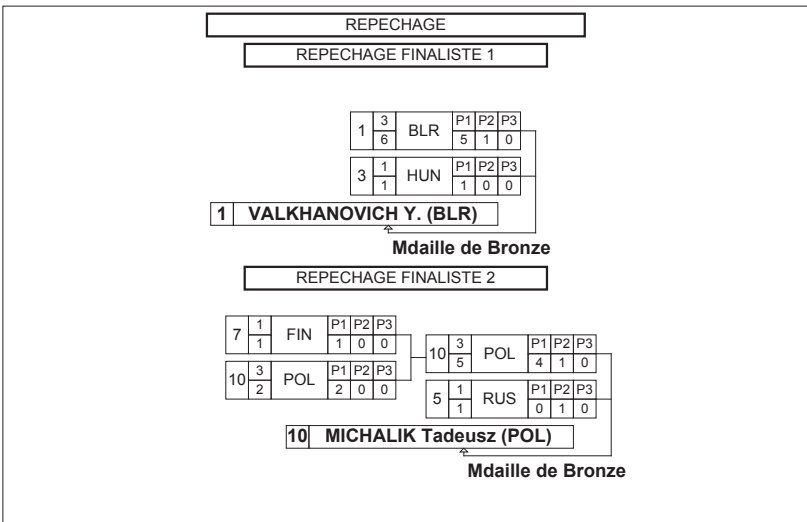 REPECHAGE
REPECHAGE FINALISTE 1
1 3 BLR P1 P2 P3
6 5 1 0
3 1 HUN P1 P2 P3
1 1 0 0
1 VALKHANOVICH Y. (BLR)
Mdaille de Bronze
REPECHAGE FINALISTE 2
7 1 FIN P1 P2 P3
1 1 0 0
10 3 POL P1 P2 P3
2 2 0 0
10 3 POL P1 P2 P3
5 4 1 0
5 1 RUS P1 P2 P3
1 0 1 0
10 MICHALIK Tadeusz (POL)
Mdaille de Bronze